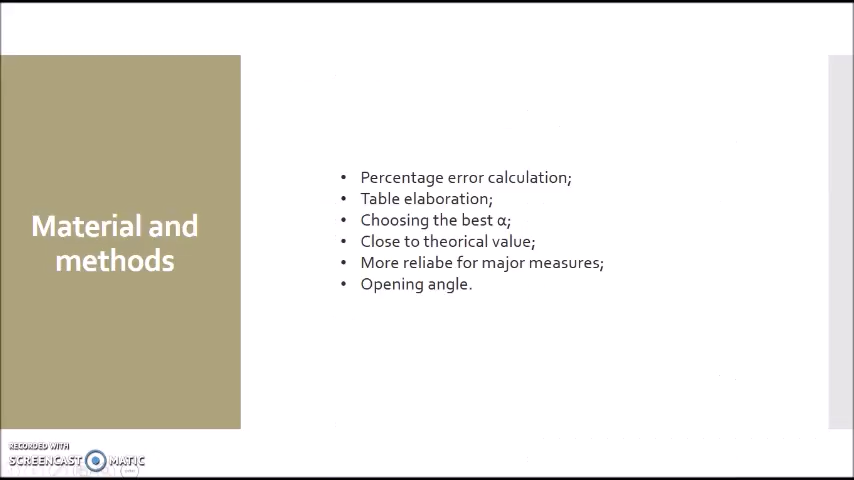 Material and
methods
• Percentage error calculation;
• Table elaboration;
• Choosing the best α;
• Close to theorical value;
• More reliabe for major measures;
• Opening angle.
RECORDED WITH
SCREENCAST MATIC